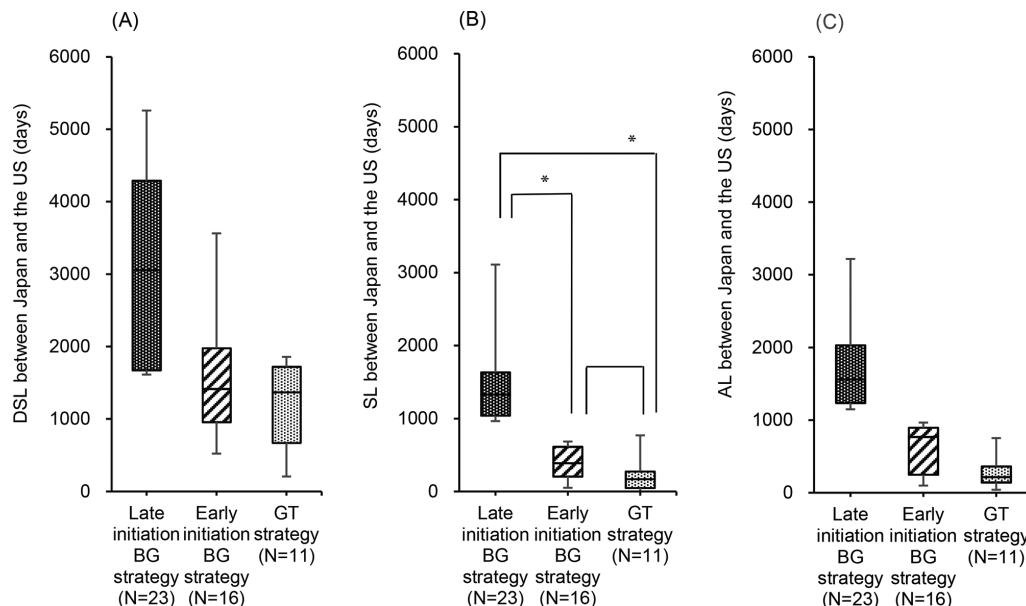 (A)
DSL between Japan and the US (days)
6000
5000
4000
3000
2000
1000
0
Late
initiation
BG
strategy
(N=23)
Early
initiation
BG
strategy
(N=16)
GT
strategy
(N=11)
(B)
SL between Japan and the US (days)
6000
5000
4000
3000
2000
1000
0
*
*
Late
initiation
BG
strategy
(N=23)
Early
initiation
BG
strategy
(N=16)
GT
strategy
(N=11)
(C)
AL between Japan and the US (days)
6000
5000
4000
3000
2000
1000
0
Late
initiation
BG
strategy
(N=23)
Early
initiation
BG
strategy
(N=16)
GT
strategy
(N=11)